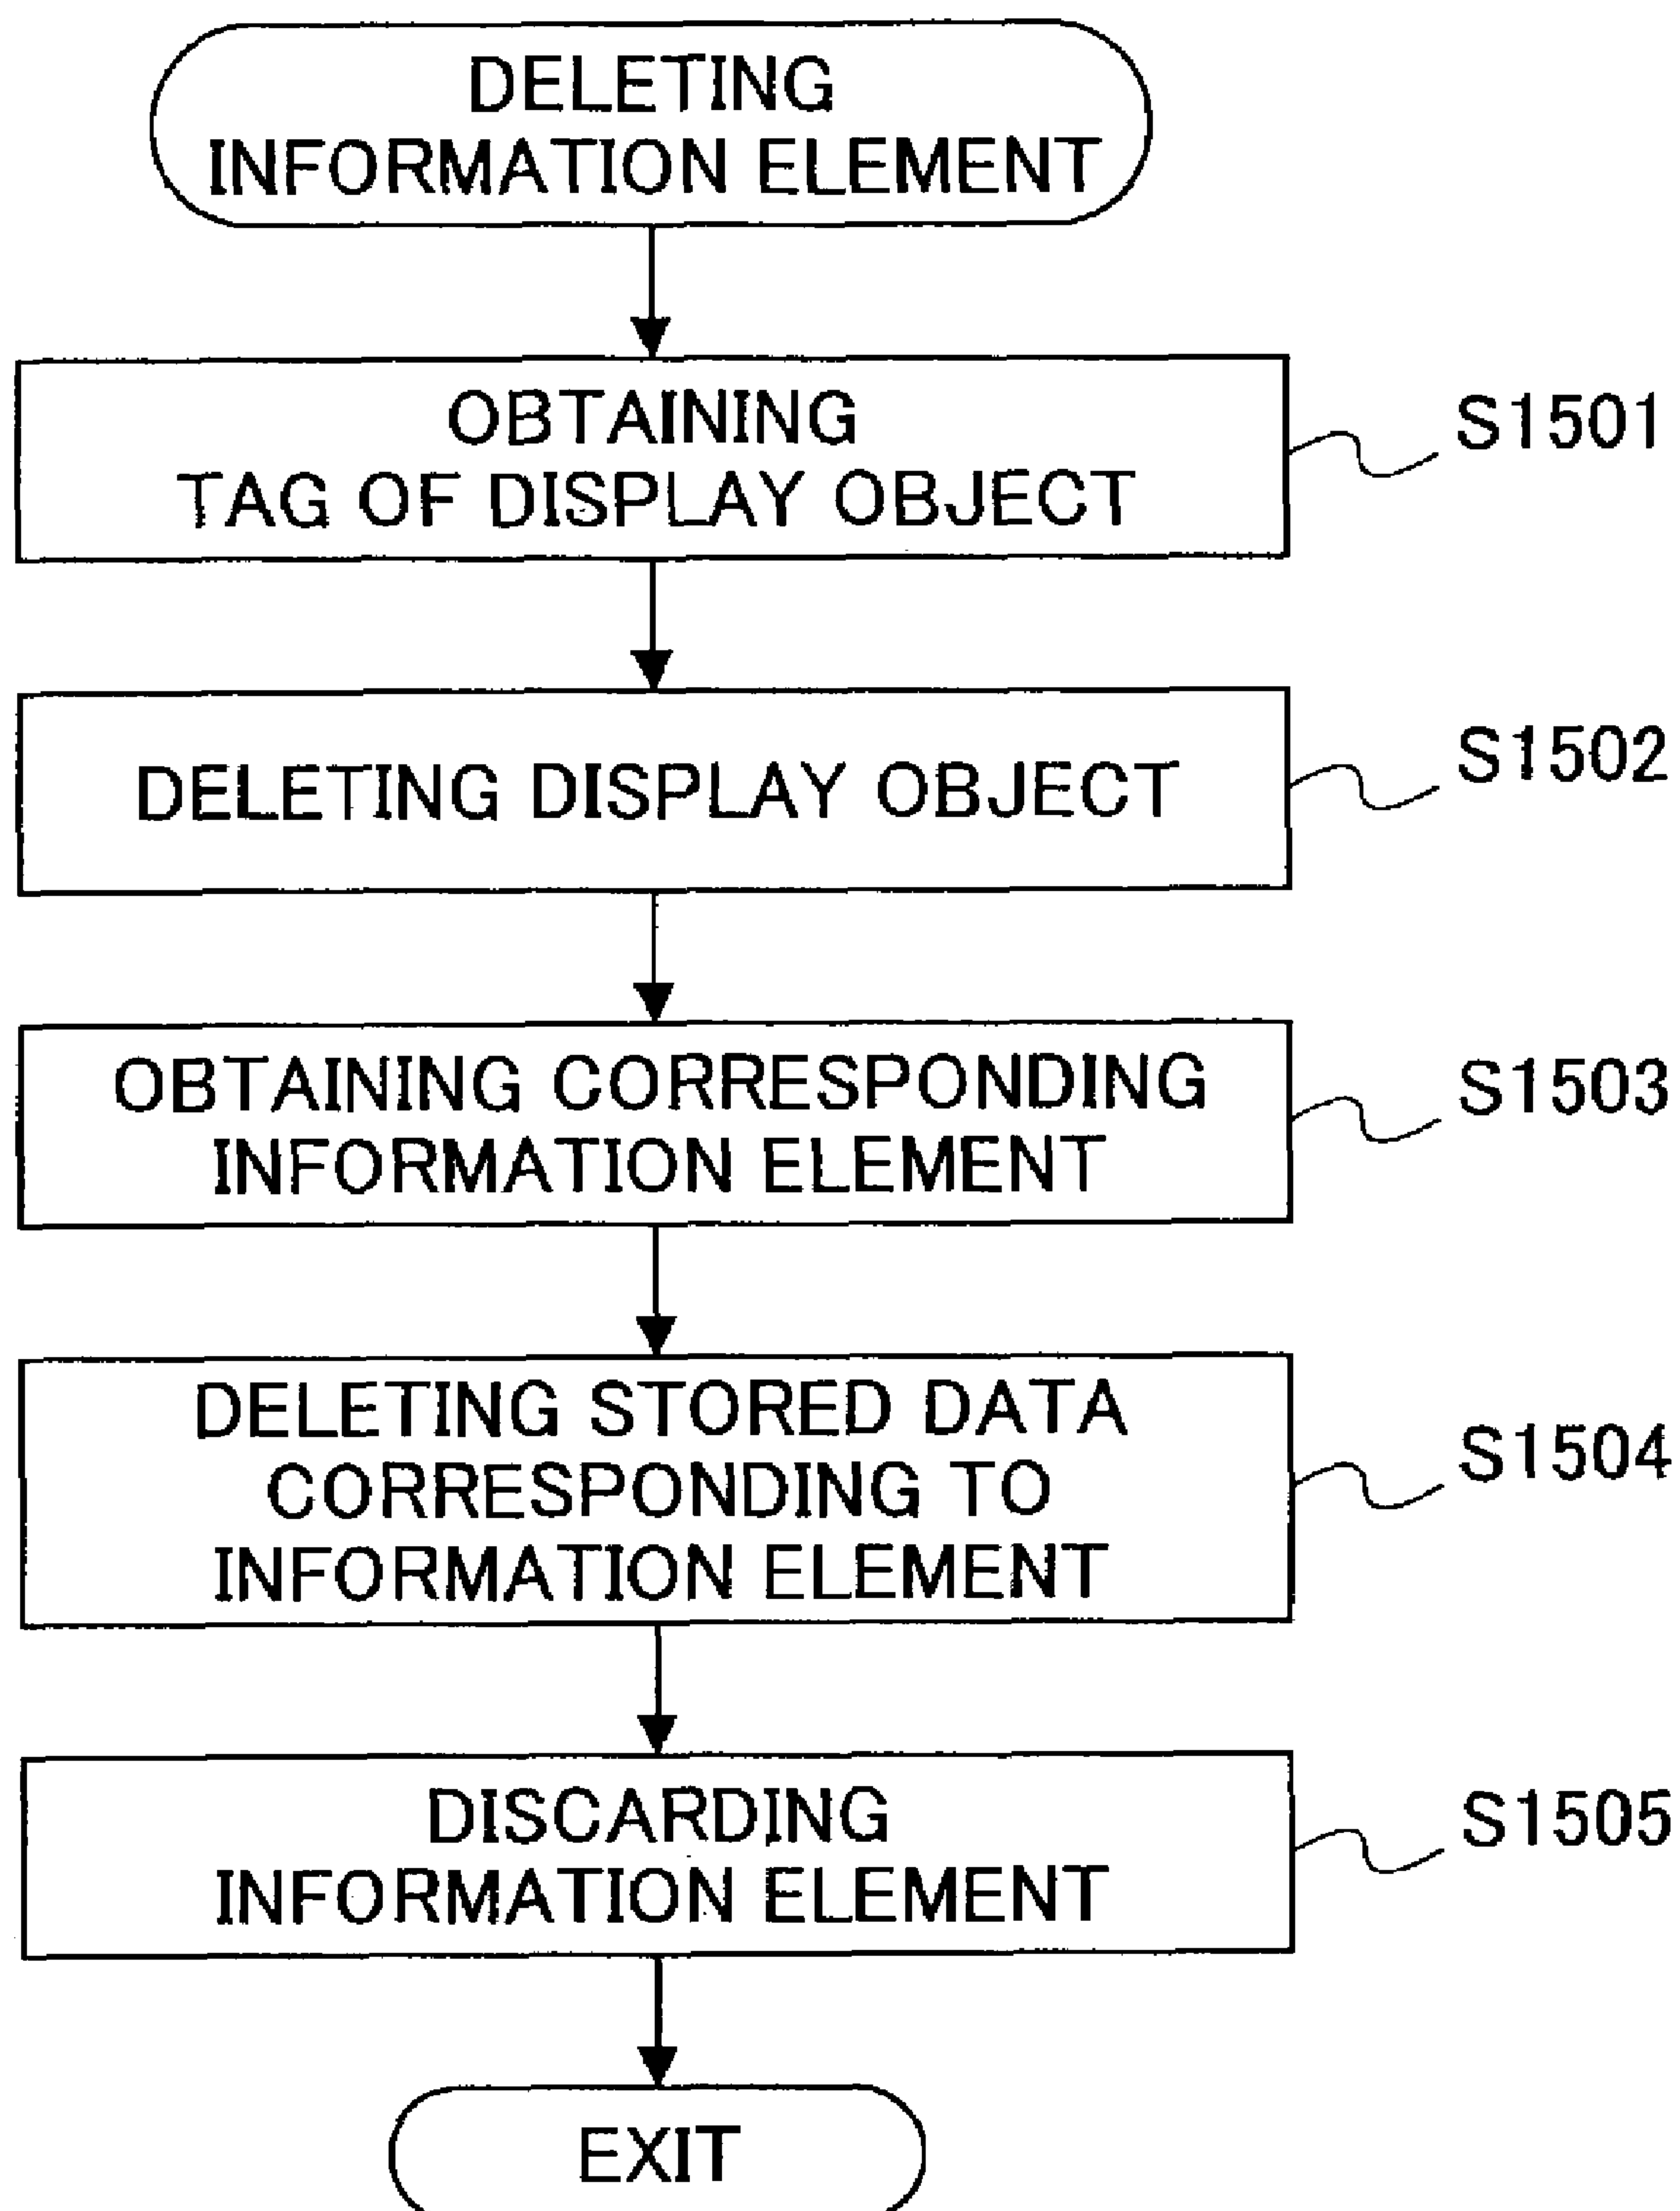 DELETING
INFORMATION ELEMENT
OBTAINING
TAG OF DISPLAY OBJECT
S1501
DELETING DISPLAY OBJECT
S1502
OBTAINING CORRESPONDING
INFORMATION ELEMENT
S1503
DELETING STORED DATA
CORRESPONDING TO
INFORMATION ELEMENT
S1504
DISCARDING
INFORMATION ELEMENT
S1505
EXIT